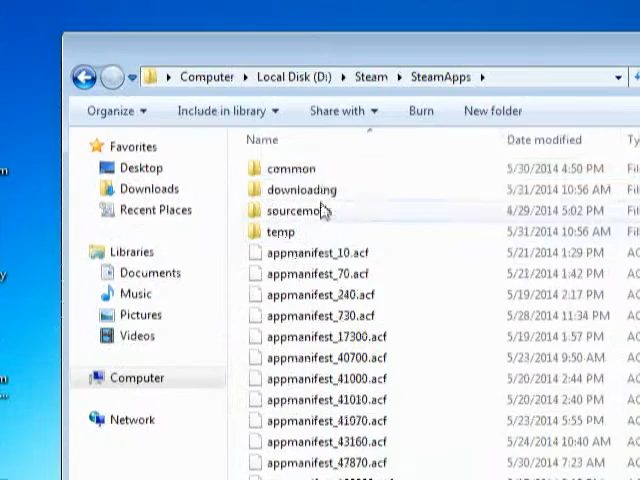 Computer Local Disk (D:) Steam SteamApps
Organize Include in library Share with Burn New folder
Name Date modified
Favorites
Desktop
Downloads
Recent Places
Libraries
Documents
Music
Pictures
Videos
Computer
Network
common 5/30/2014 4:50 PM
downloading 5/31/2014 10:56 AM
4/29/2014 5:02 PM
temp 5/31/2014 10:56 AM
appmanifest_10.acf 5/21/2014 1:29 PM
appmanifest_70.acf 5/21/2014 1:42 PM
appmanifest_240.acf 5/19/2014 2:17 PM
appmanifest_730.acf 5/28/2014 11:34 PM
appmanifest_17300.acf 5/19/2014 1:57 PM
appmanifest_40700.acf 5/23/2014 9:50 AM
appmanifest_41000.acf 5/20/2014 2:44 PM
appmanifest_41010.acf 5/20/2014 2:40 PM
appmanifest_41070.acf 5/23/2014 5:55 PM
appmanifest_43160.acf 5/24/2014 10:40 AM
appmanifest_47870.acf 5/30/2014 7:23 AM